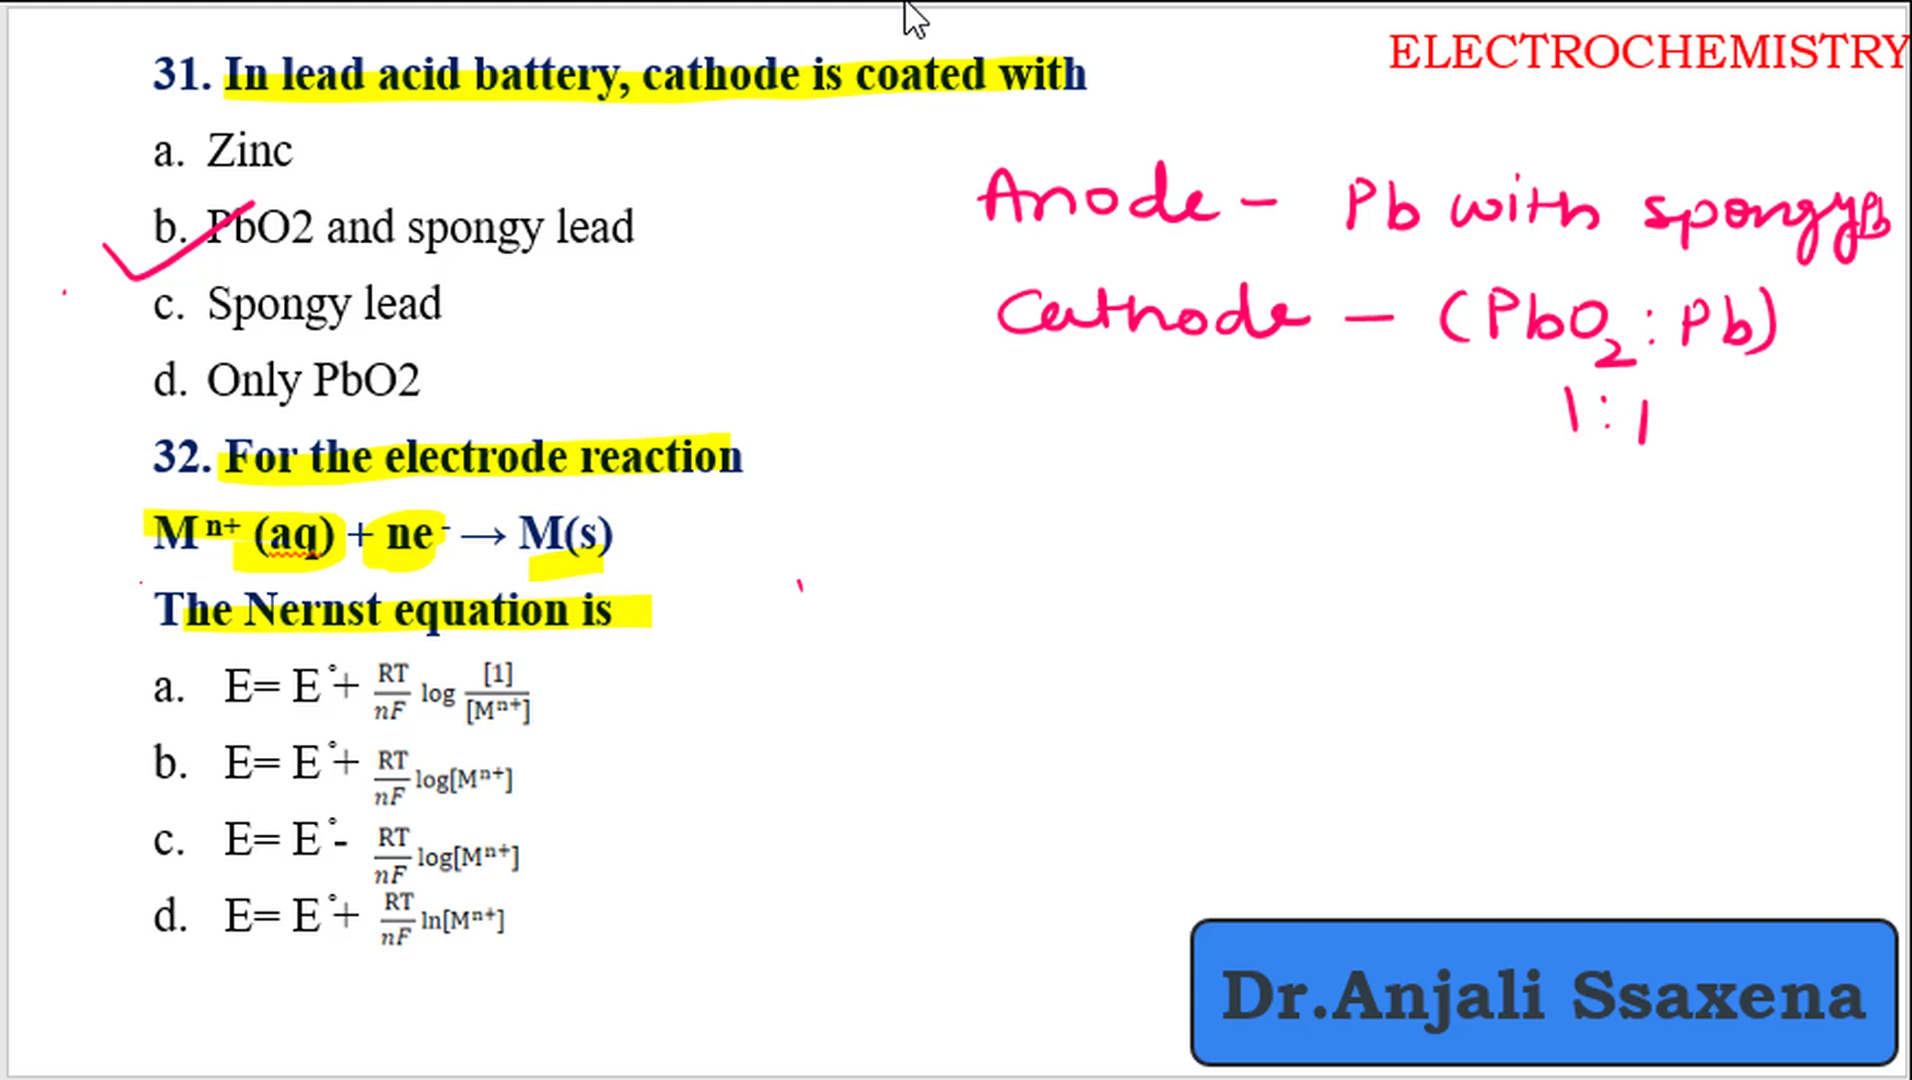 ELECTROCHEMISTRY
31. In lead acid battery, cathode is coated with
a. Zinc
b. PbO2 and spongy lead
c. Spongy lead
d. Only PbO2
Anode - Pb with spongy Pb
Cathode - (PbO₂ : Pb)
1 : 1
32. For the electrode reaction
M ⁿ⁺ (aq) + ne⁻ → M(s)
The Nernst equation is
a. E= E°+ RT/nF log [1]/[Mⁿ⁺]
b. E= E°+ RT/nF log[Mⁿ⁺]
c. E= E°- RT/nF log[Mⁿ⁺]
d. E= E°+ RT/nF ln[Mⁿ⁺]
Dr.Anjali Ssaxena